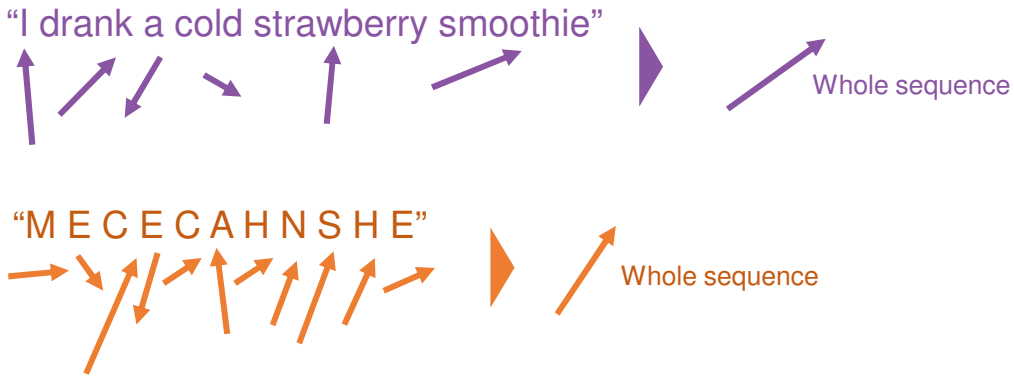 “I drank a cold strawberry smoothie”
Whole sequence
“M E C E C A H N S H E”
Whole sequence